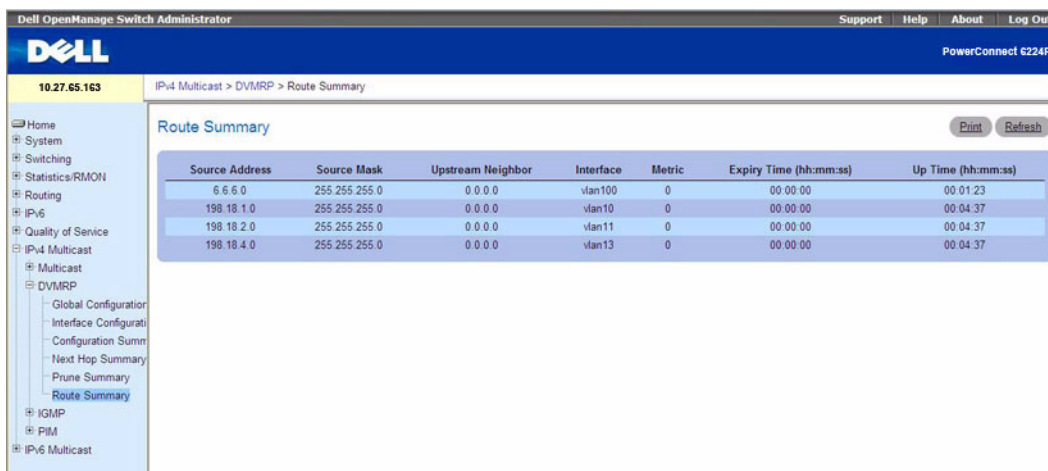 Dell OpenManage Switch Administrator Support Help About Log Out
DELL
PowerConnect 6224P
10.27.65.163 IPv4 Multicast > DVMRP > Route Summary
Home
System
Switching
Statistics/RMON
Routing
IPv6
Quality of Service
IPv4 Multicast
Multicast
DVMRP
Global Configuration
Interface Configurati
Configuration Summ
Next Hop Summary
Prune Summary
Route Summary
IGMP
PIM
IPv6 Multicast
Route Summary Print Refresh
Source Address Source Mask Upstream Neighbor Interface Metric Expiry Time (hh:mm:ss) Up Time (hh:mm:ss)
6.6.6.0 255.255.255.0 0.0.0.0 vlan100 0 00:00:00 00:01:23
198.18.1.0 255.255.255.0 0.0.0.0 vlan10 0 00:00:00 00:04:37
198.18.2.0 255.255.255.0 0.0.0.0 vlan11 0 00:00:00 00:04:37
198.18.4.0 255.255.255.0 0.0.0.0 vlan13 0 00:00:00 00:04:37